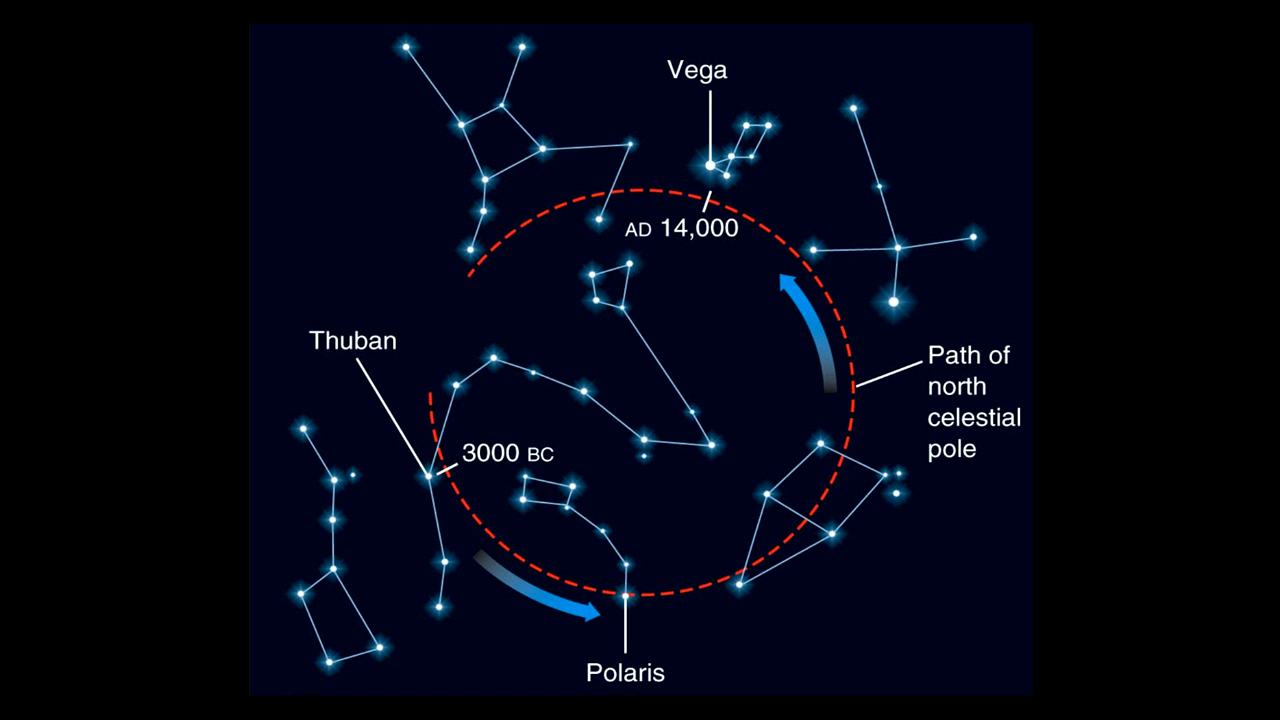 Vega
AD 14,000
Thuban
Path of
north
celestial
pole
3000 BC
Polaris